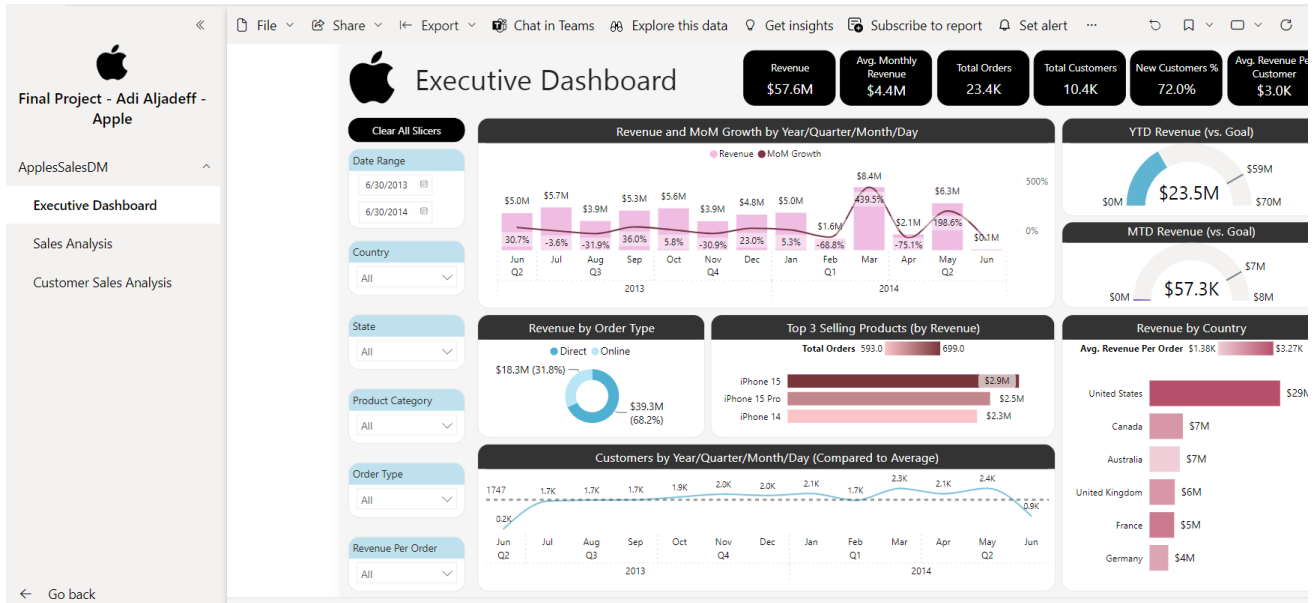 File
Share
Export
Chat in Teams
Explore this data
Get insights
Subscribe to report
Set alert
Final Project - Adi Aljadeff -
Apple
ApplesSalesDM
Executive Dashboard
Sales Analysis
Customer Sales Analysis
Go back
Executive Dashboard
Revenue
$57.6M
Avg. Monthly
Revenue
$4.4M
Total Orders
23.4K
Total Customers
10.4K
New Customers %
72.0%
Avg. Revenue Pe
Customer
$3.0K
Clear All Slicers
Date Range
6/30/2013
6/30/2014
Country
All
State
All
Product Category
All
Order Type
All
Revenue Per Order
All
Revenue and MoM Growth by Year/Quarter/Month/Day
Revenue MoM Growth
$5.0M $5.7M $3.9M $5.3M $5.6M $3.9M $4.8M $5.0M $1.6M $8.4M $2.1M $6.3M $0.1M
30.7% -3.6% -31.9% 36.0% 5.8% -30.9% 23.0% 5.3% -68.8% 439.5% -75.1% 198.6%
500%
0%
Jun Jul Aug Sep Oct Nov Dec Jan Feb Mar Apr May Jun
Q2 Q3 Q4 Q1 Q2
2013 2014
YTD Revenue (vs. Goal)
$23.5M
$0M
$59M
$70M
MTD Revenue (vs. Goal)
$57.3K
$0M
$7M
$8M
Revenue by Order Type
Direct Online
$18.3M (31.8%)
$39.3M
(68.2%)
Top 3 Selling Products (by Revenue)
Total Orders 593.0 699.0
iPhone 15 $2.9M
iPhone 15 Pro $2.5M
iPhone 14 $2.3M
Revenue by Country
Avg. Revenue Per Order $1.38K $3.27K
United States $29M
Canada $7M
Australia $7M
United Kingdom $6M
France $5M
Germany $4M
Customers by Year/Quarter/Month/Day (Compared to Average)
1747
0.2K 1.7K 1.7K 1.7K 1.9K 2.0K 2.0K 2.1K 1.7K 2.3K 2.1K 2.4K 0.9K
Jun Jul Aug Sep Oct Nov Dec Jan Feb Mar Apr May Jun
Q2 Q3 Q4 Q1 Q2
2013 2014